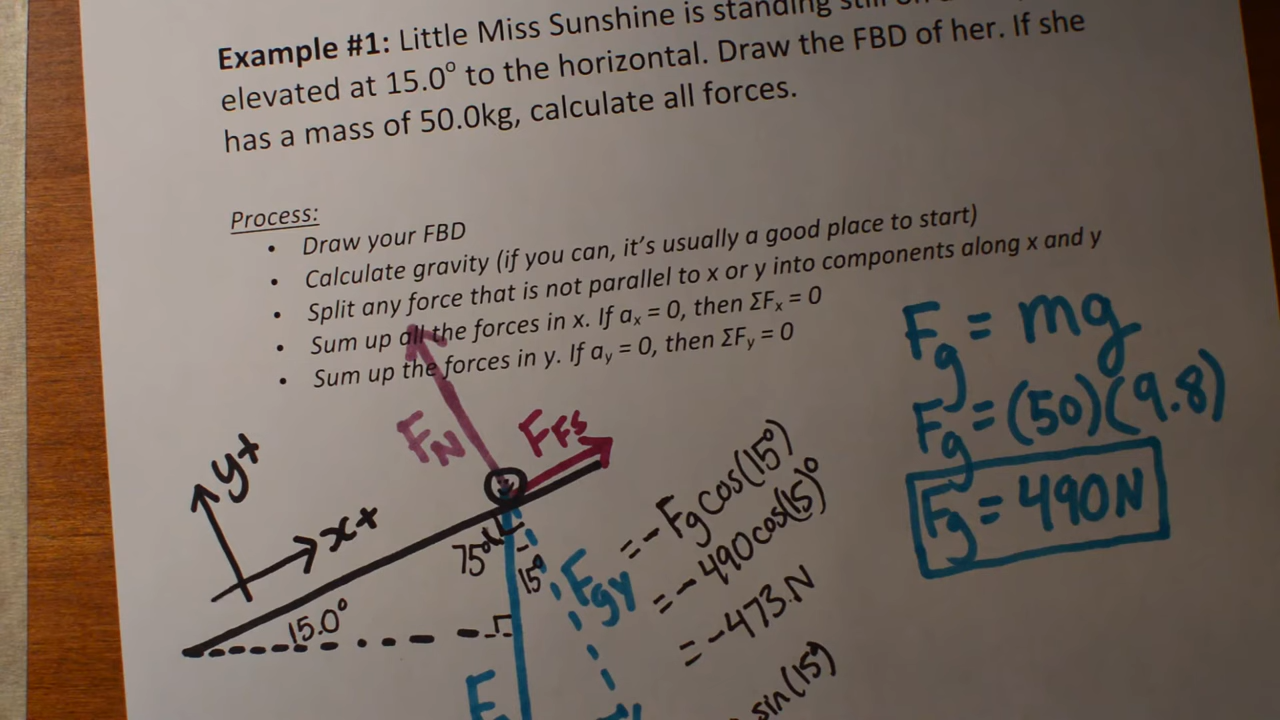 Example #1: Little Miss Sunshine is standing still on a
elevated at 15.0° to the horizontal. Draw the FBD of her. If she
has a mass of 50.0kg, calculate all forces.
Process:
• Draw your FBD
• Calculate gravity (if you can, it's usually a good place to start)
• Split any force that is not parallel to x or y into components along x and y
• Sum up all the forces in x. If ax = 0, then ΣFx = 0
• Sum up the forces in y. If ay = 0, then ΣFy = 0
Fg = mg
Fg = (50)(9.8)
Fg = 490N
y+
x+
FN
FFS
15.0°
75°
15°
Fgy
= -Fg cos(15°)
= -490cos(15)°
= -473.N
sin(15°)
F